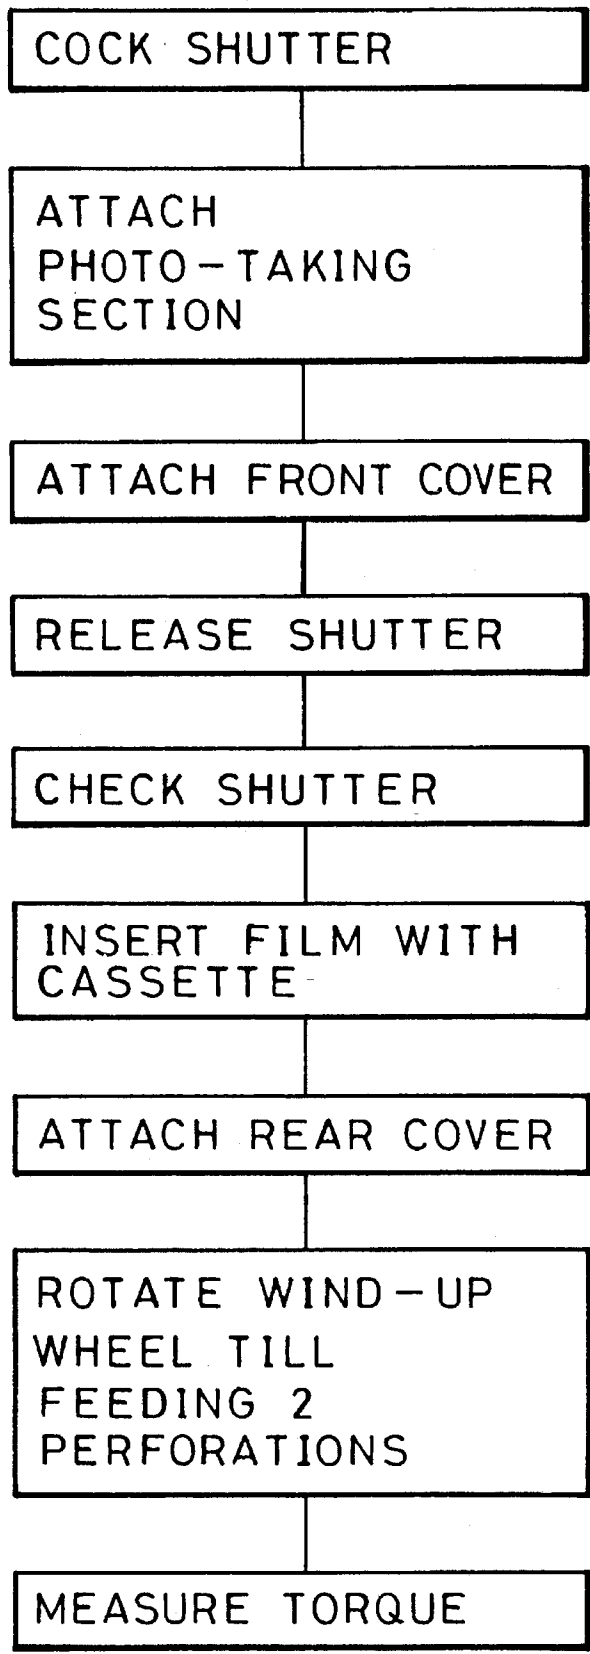 COCK SHUTTER
ATTACH
PHOTO-TAKING
SECTION
ATTACH FRONT COVER
RELEASE SHUTTER
CHECK SHUTTER
INSERT FILM WITH
CASSETTE
ATTACH REAR COVER
ROTATE WIND-UP
WHEEL TILL
FEEDING 2
PERFORATIONS
MEASURE TORQUE